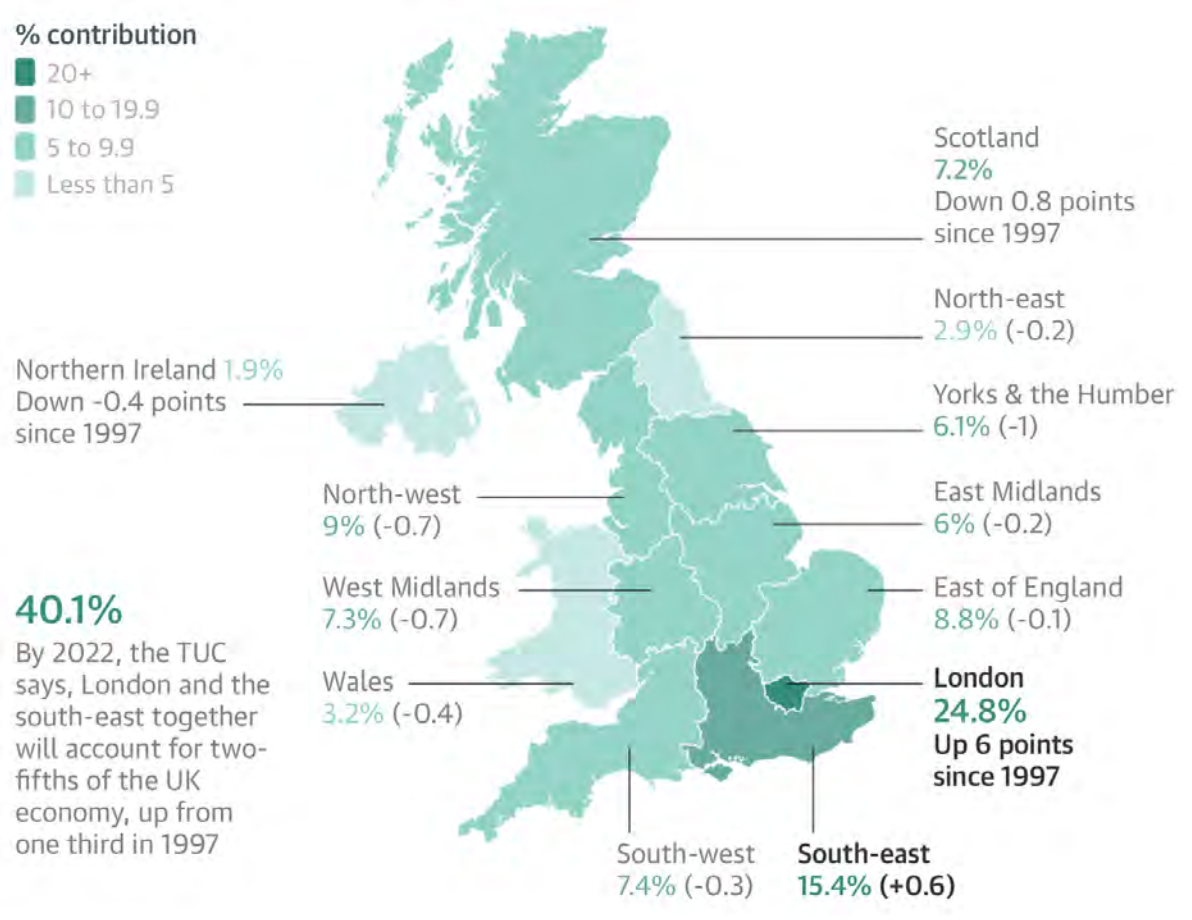 % contribution
20+
10 to 19.9
5 to 9.9
Less than 5
Scotland
7.2%
Down 0.8 points
since 1997
North-east
2.9% (-0.2)
Northern Ireland 1.9%
Down -0.4 points
since 1997
Yorks & the Humber
6.1% (-1)
North-west
9% (-0.7)
East Midlands
6% (-0.2)
West Midlands
7.3% (-0.7)
East of England
8.8% (-0.1)
40.1%
By 2022, the TUC
says, London and the
south-east together
will account for two-
fifths of the UK
economy, up from
one third in 1997
Wales
3.2% (-0.4)
London
24.8%
Up 6 points
since 1997
South-west
7.4% (-0.3)
South-east
15.4% (+0.6)